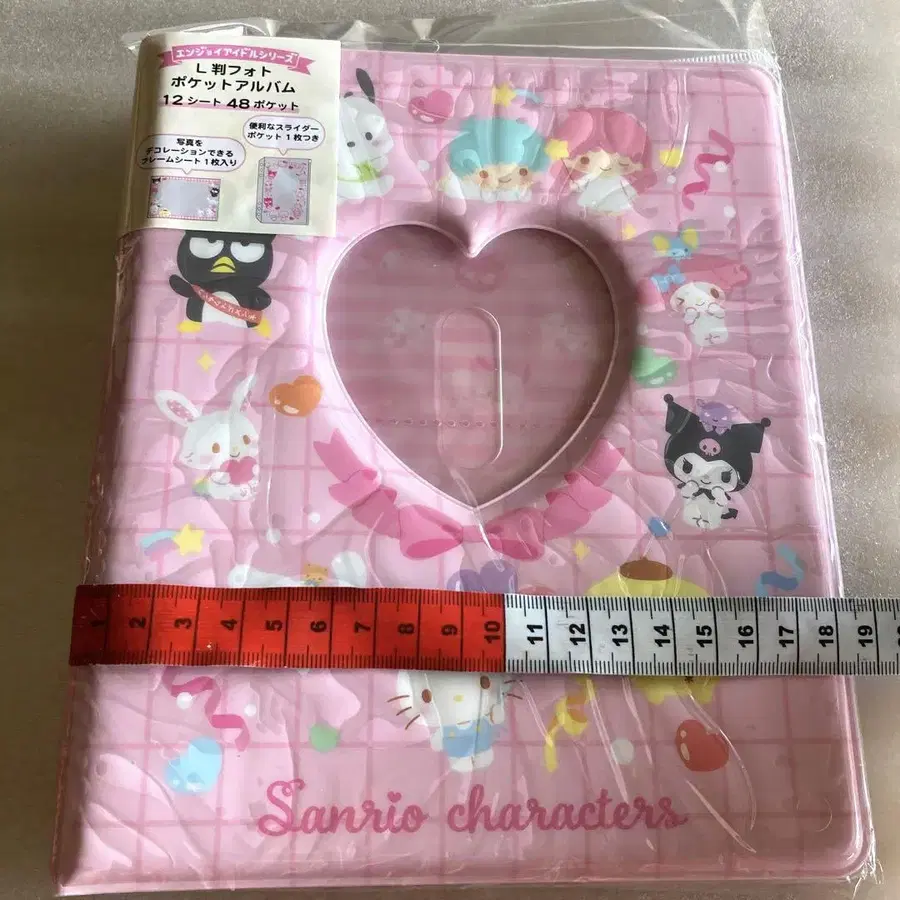 エンジョイアイドルシリーズ
L判フォト
ポケットアルバム
12シート 48ポケット
写真を
デコレーションできる
フレームシート1枚入り
便利なスライダー
ポケット1枚つき
1 2 3 4 5 6 7 8 9 10 11 12 13 14 15 16 17 18 19
Sanrio characters